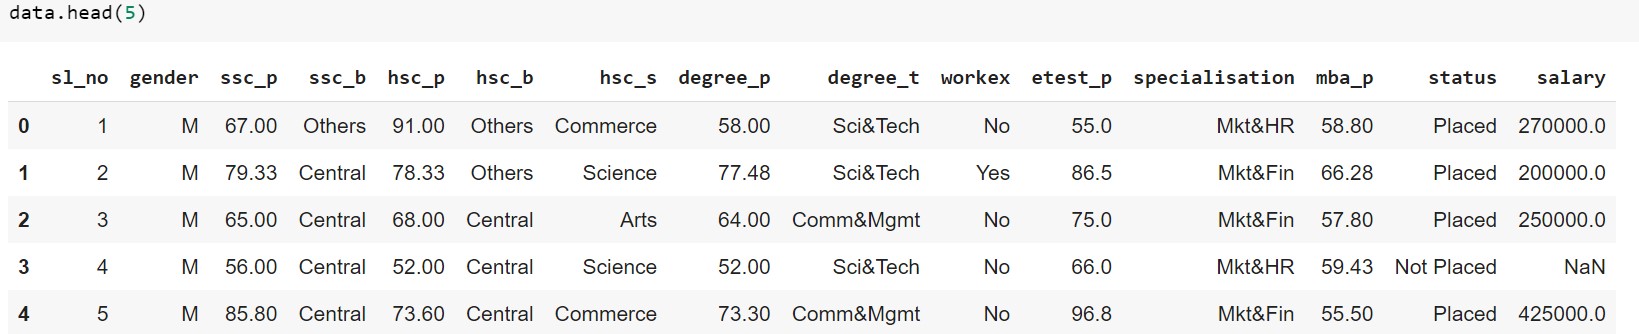 data.head(5)
sl_no gender ssc_p ssc_b hsc_p hsc_b hsc_s degree_p degree_t workex etest_p specialisation mba_p status salary
0 1 M 67.00 Others 91.00 Others Commerce 58.00 Sci&Tech No 55.0 Mkt&HR 58.80 Placed 270000.0
1 2 M 79.33 Central 78.33 Others Science 77.48 Sci&Tech Yes 86.5 Mkt&Fin 66.28 Placed 200000.0
2 3 M 65.00 Central 68.00 Central Arts 64.00 Comm&Mgmt No 75.0 Mkt&Fin 57.80 Placed 250000.0
3 4 M 56.00 Central 52.00 Central Science 52.00 Sci&Tech No 66.0 Mkt&HR 59.43 Not Placed NaN
4 5 M 85.80 Central 73.60 Central Commerce 73.30 Comm&Mgmt No 96.8 Mkt&Fin 55.50 Placed 425000.0